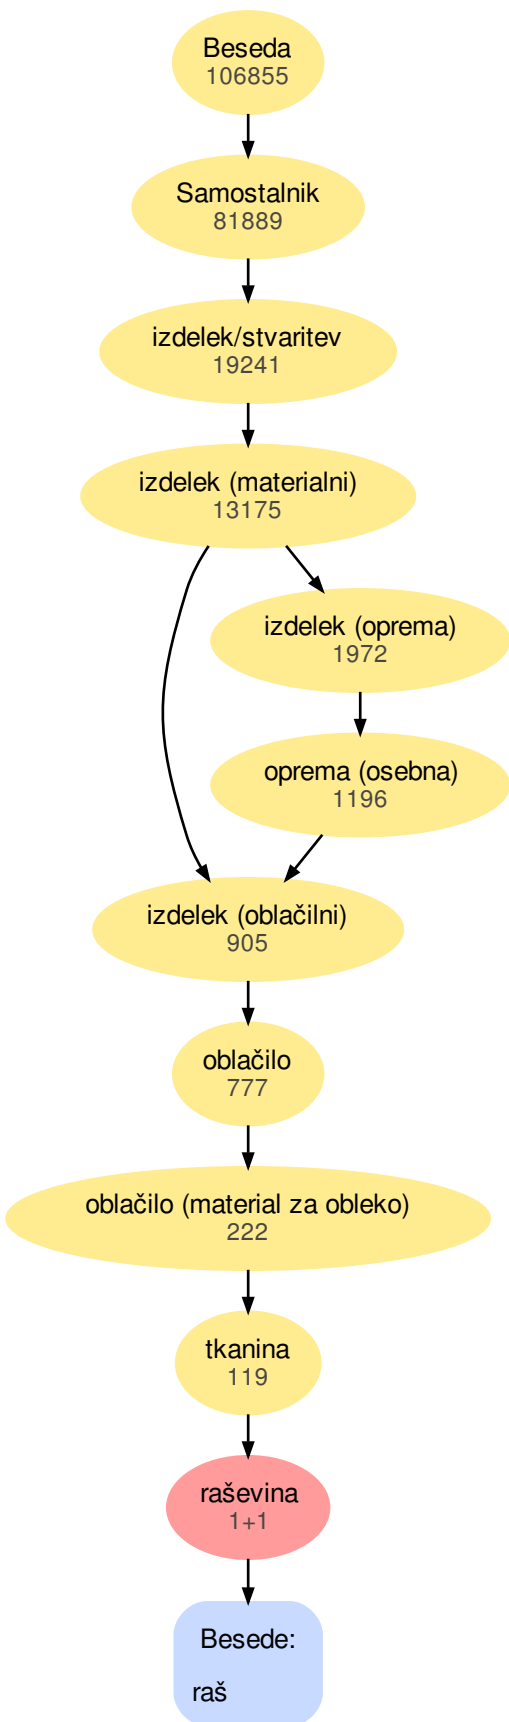 Beseda
106855
Samostalnik
81889
izdelek/stvaritev
19241
izdelek (materialni)
13175
izdelek (oprema)
1972
oprema (osebna)
1196
izdelek (oblačilni)
905
oblačilo
777
oblačilo (material za obleko)
222
tkanina
119
raševina
1+1
Besede:
raš